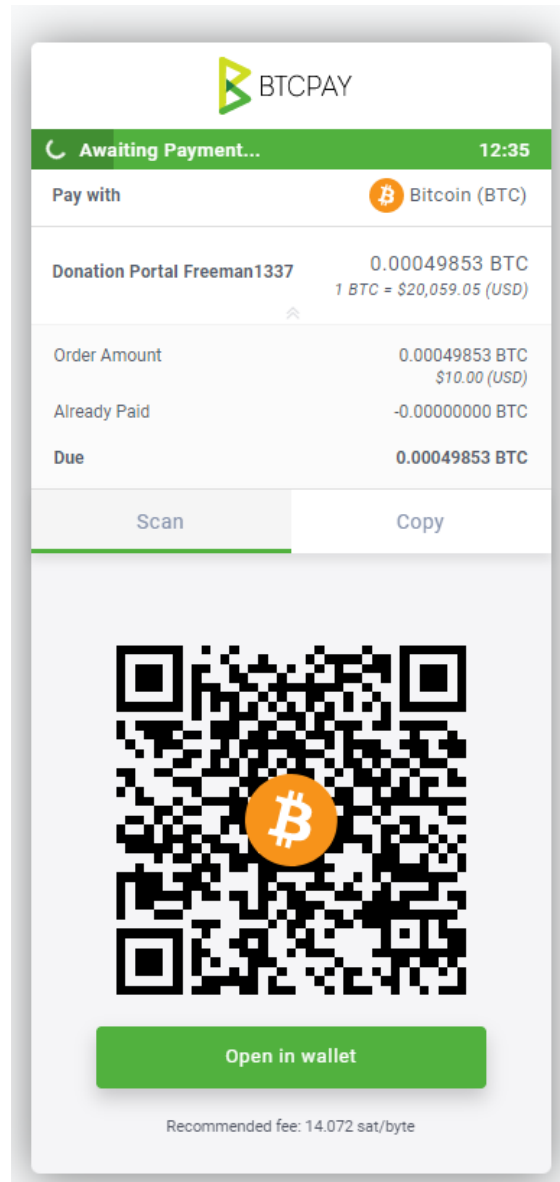 BTCPAY
Awaiting Payment... 12:35
Pay with Bitcoin (BTC)
Donation Portal Freeman1337 0.00049853 BTC
1 BTC = $20,059.05 (USD)
Order Amount 0.00049853 BTC
$10.00 (USD)
Already Paid -0.00000000 BTC
Due 0.00049853 BTC
Scan Copy
Open in wallet
Recommended fee: 14.072 sat/byte